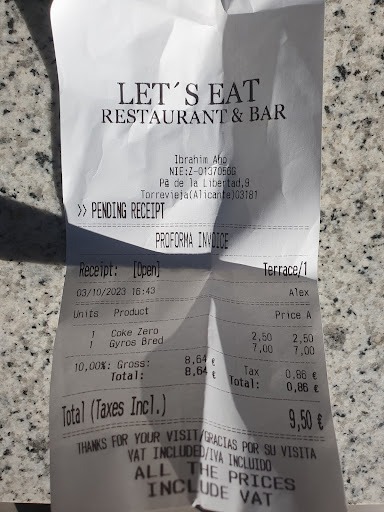 LET´S EAT
RESTAURANT & BAR
Ibrahim Aho
NIE:Z-0137056G
Pª de la Libertad,9
Torrevieja(Alicante)03181
>> PENDING RECEIPT
PROFORMA INVOICE
Receipt: [Open] Terrace/1
03/10/2023 16:43 Alex
Units Product Price A
1 Coke Zero 2,50 2,50
1 Gyros Bred 7,00 7,00
10,00%: Gross: 8,64 € Tax 0,86 €
Total: 8,64 € Total: 0,86 €
Total (Taxes Incl.) 9,50 €
THANKS FOR YOUR VISIT/GRACIAS POR SU VISITA
VAT INCLUDED/IVA INCLUIDO
ALL THE PRICES
INCLUDE VAT